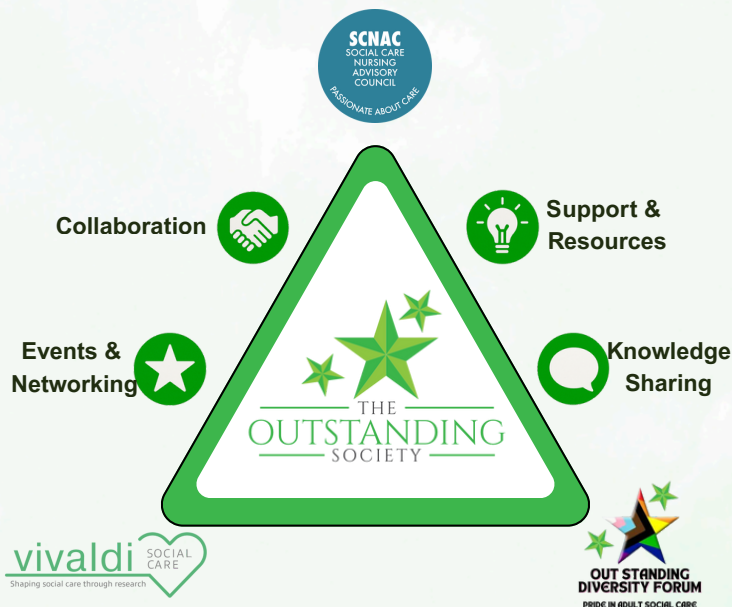 SCNAC
SOCIAL CARE
NURSING
ADVISORY
COUNCIL
PASSIONATE ABOUT CARE
Collaboration
Support &
Resources
Events &
Networking
Knowledge
Sharing
THE
OUTSTANDING
SOCIETY
vivaldi
SOCIAL
CARE
Shaping social care through research
OUT STANDING
DIVERSITY FORUM
PRIDE IN ADULT SOCIAL CARE